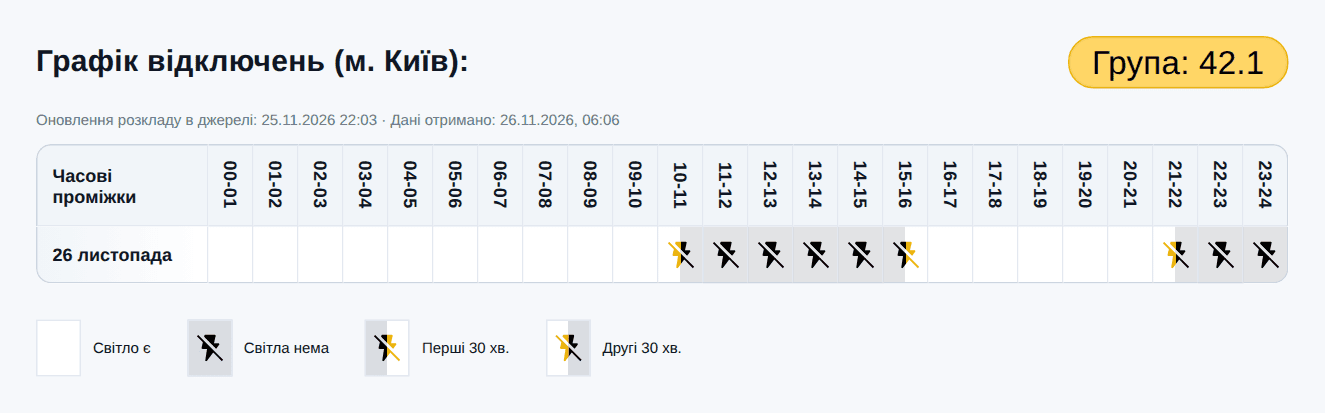 Графік відключень (м. Київ):
Група: 42.1
Оновлення розкладу в джерелі: 25.11.2026 22:03 · Дані отримано: 26.11.2026, 06:06
Часові
проміжки
00-01
01-02
02-03
03-04
04-05
05-06
06-07
07-08
08-09
09-10
10-11
11-12
12-13
13-14
14-15
15-16
16-17
17-18
18-19
19-20
20-21
21-22
22-23
23-24
26 листопада
Світло є
Світла нема
Перші 30 хв.
Другі 30 хв.